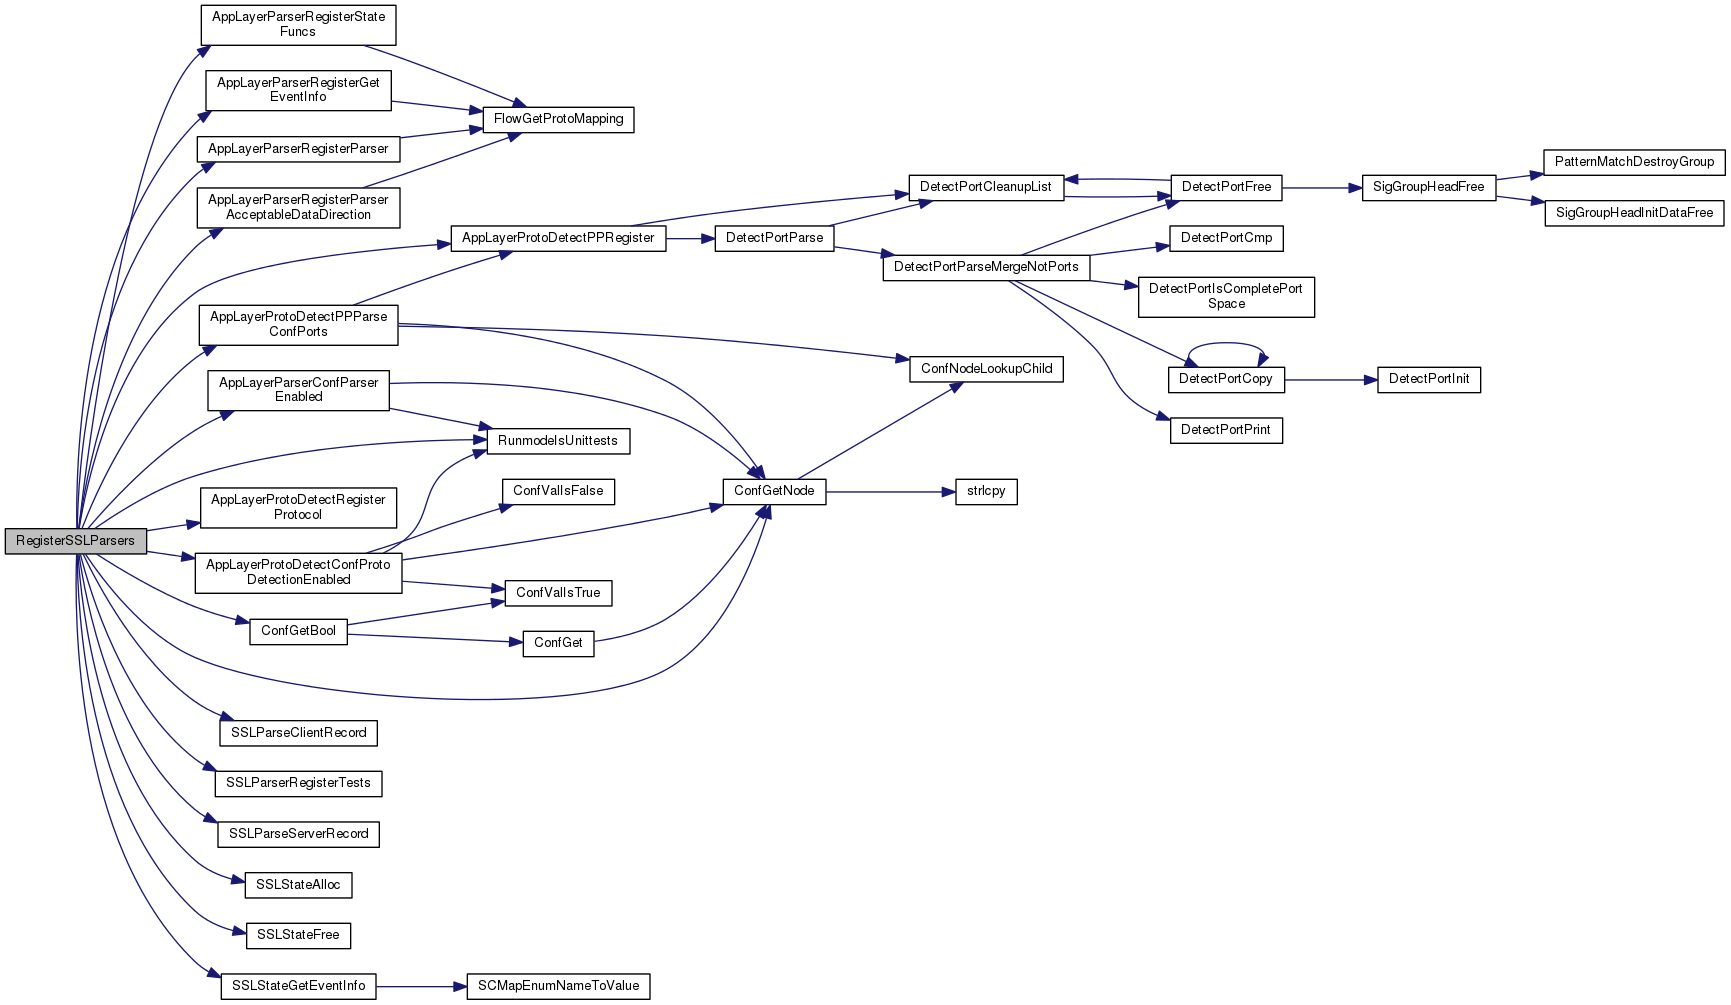 AppLayerParserRegisterState
Funcs
AppLayerParserRegisterGet
EventInfo
FlowGetProtoMapping
AppLayerParserRegisterParser
PatternMatchDestroyGroup
DetectPortCleanupList
DetectPortFree
SigGroupHeadFree
AppLayerParserRegisterParser
AcceptableDataDirection
SigGroupHeadInitDataFree
AppLayerProtoDetectPPRegister
DetectPortParse
DetectPortCmp
DetectPortParseMergeNotPorts
DetectPortIsCompletePort
Space
AppLayerProtoDetectPPParse
ConfPorts
ConfNodeLookupChild
DetectPortCopy
DetectPortInit
AppLayerParserConfParser
Enabled
DetectPortPrint
RunmodeIsUnittests
ConfValIsFalse
ConfGetNode
strlcpy
AppLayerProtoDetectRegister
Protocol
RegisterSSLParsers
AppLayerProtoDetectConfProto
DetectionEnabled
ConfValIsTrue
ConfGetBool
ConfGet
SSLParseClientRecord
SSLParserRegisterTests
SSLParseServerRecord
SSLStateAlloc
SSLStateFree
SSLStateGetEventInfo
SCMapEnumNameToValue